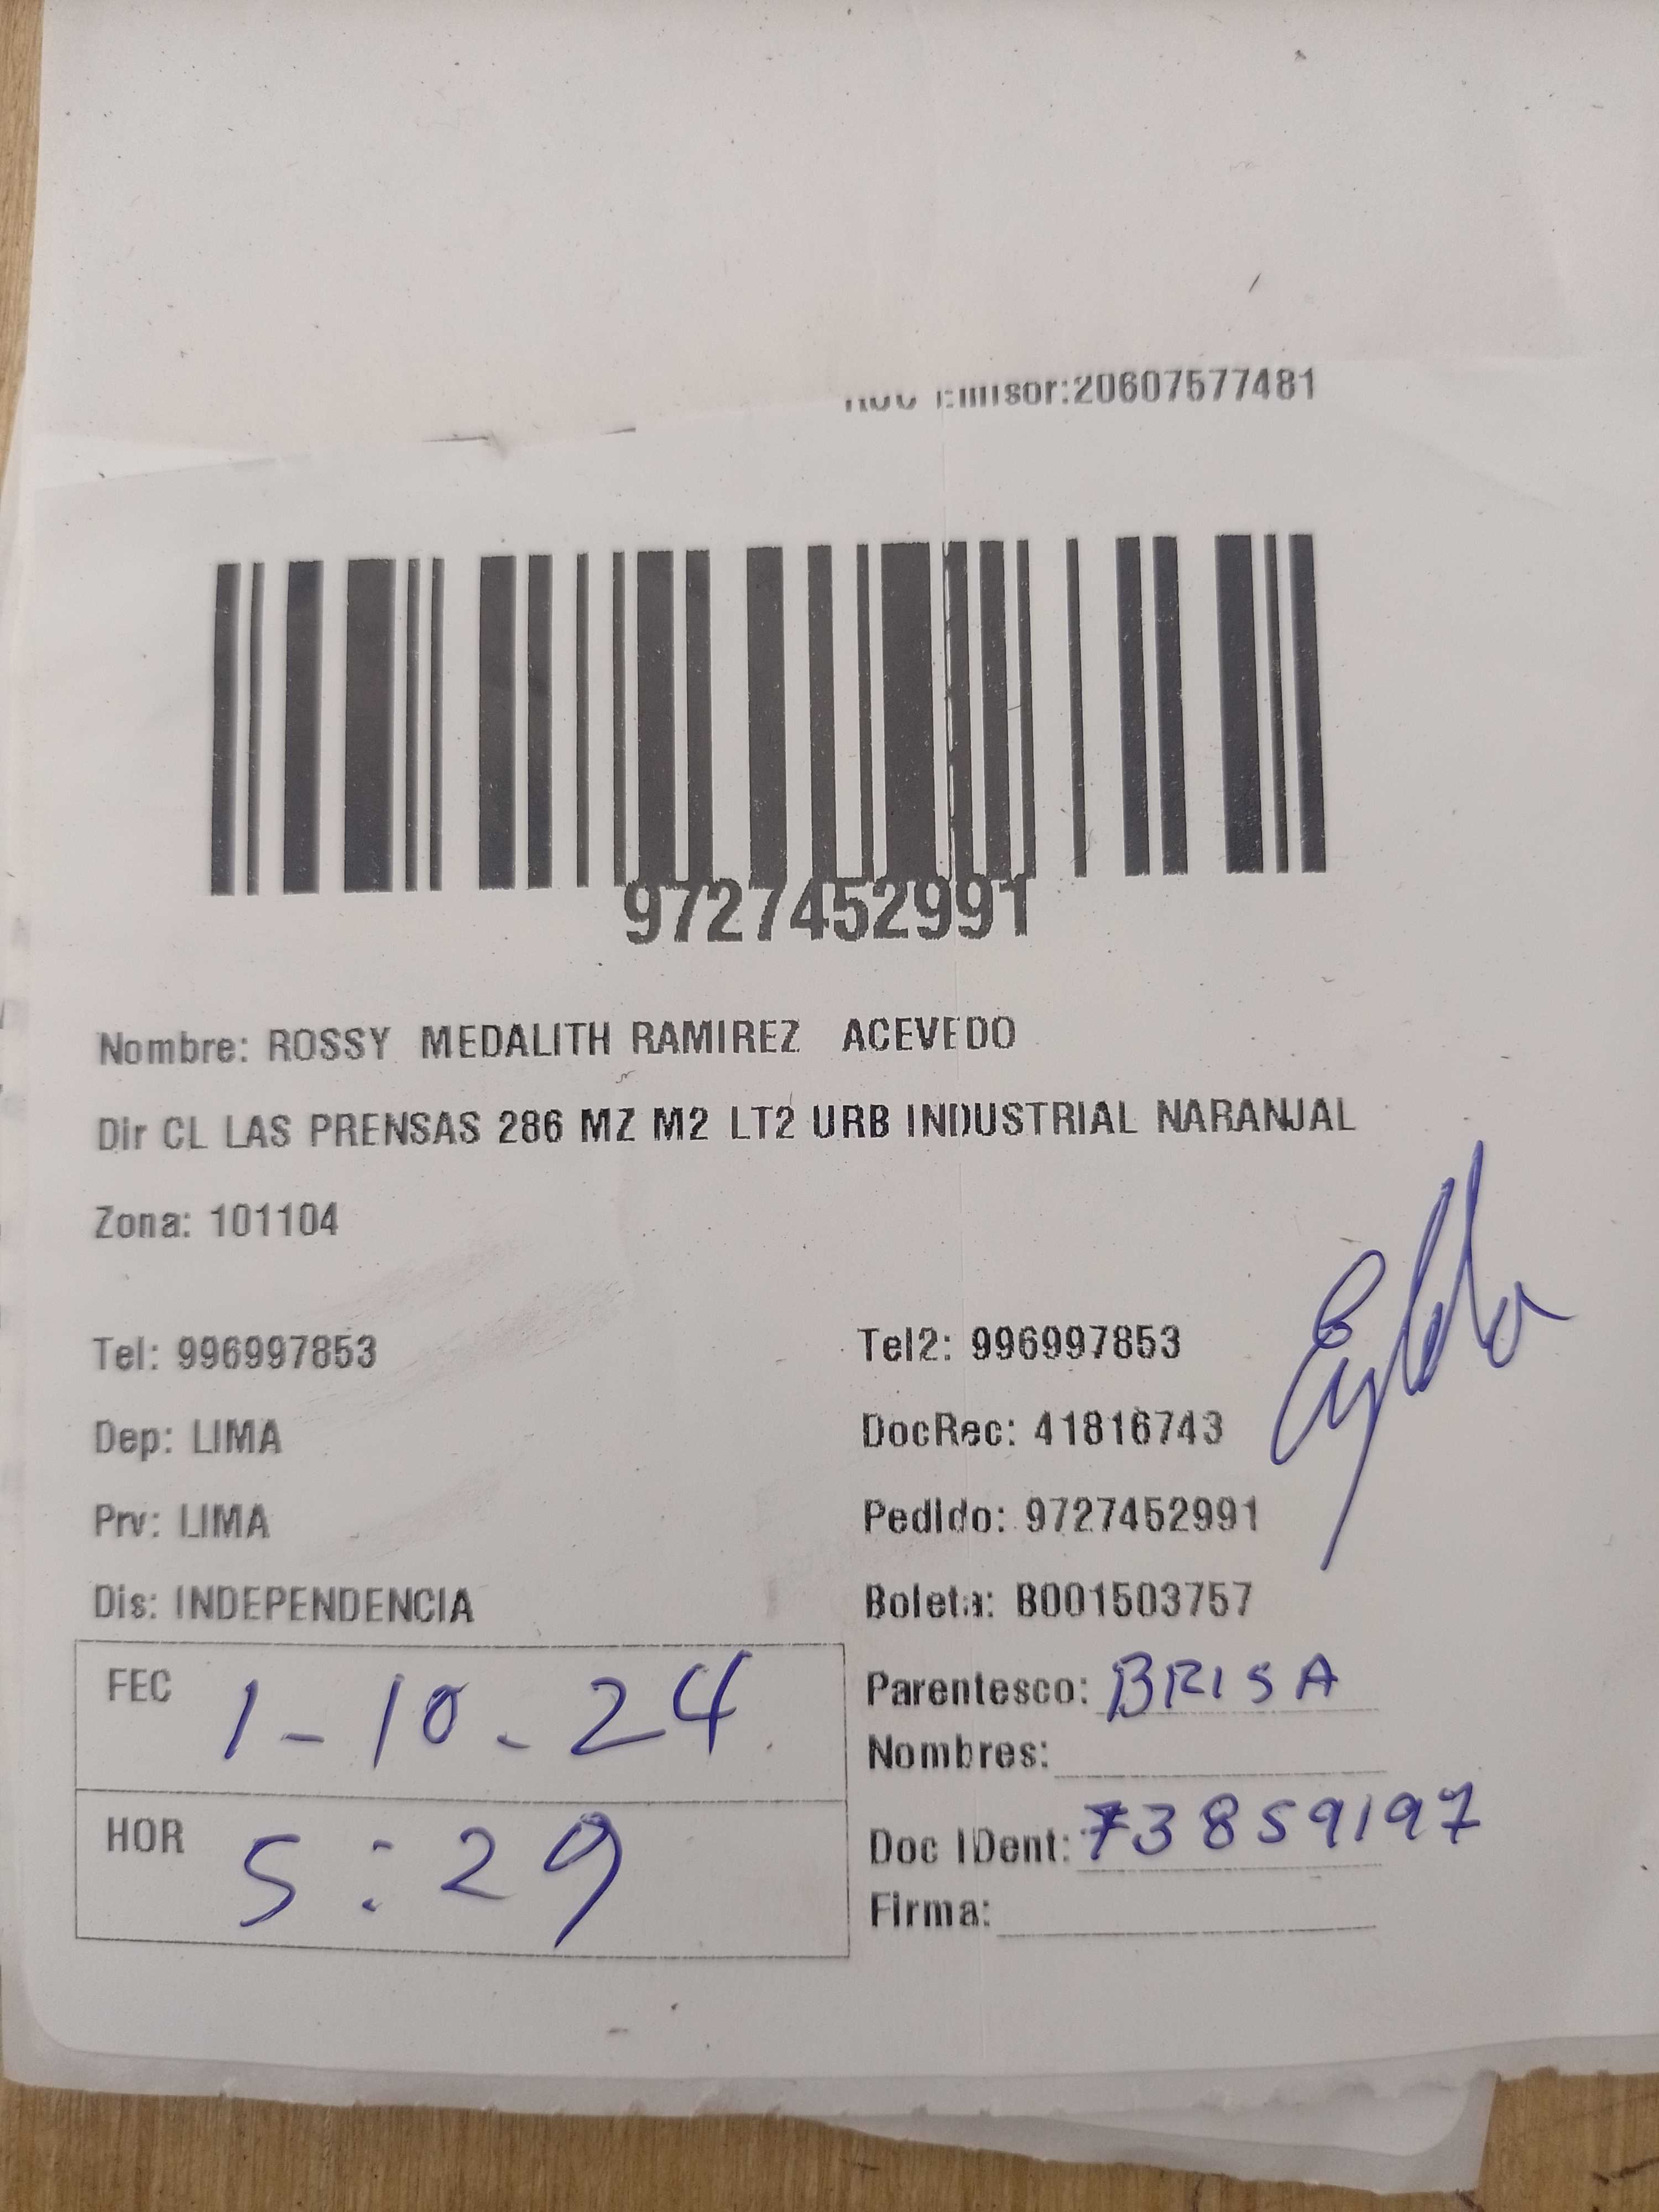 Emisor:20607577481
9727452991
Nombre: ROSSY MEDALITH RAMIREZ ACEVEDO
Dir CL LAS PRENSAS 286 MZ M2 LT2 URB INDUSTRIAL NARANJAL
Zona: 101104
Tel: 996997853
Tel2: 996997853
Dep: LIMA
DocRec: 41816743
Prv: LIMA
Pedido: 9727452991
Dis: INDEPENDENCIA
Boleta: B001503757
FEC 1-10-24
Parentesco: BRISA
Nombres:
HOR 5:29
Doc IDent: 73859197
Firma: